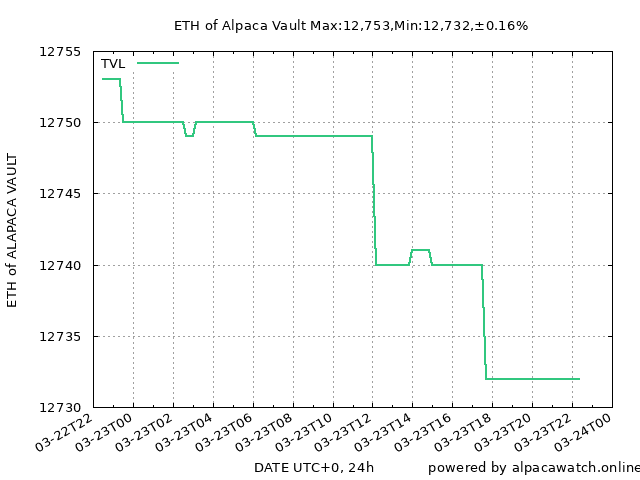 ETH of Alpaca Vault Max:12,753,Min:12,732,±0.16%
TVL
12755
12750
12745
12740
12735
12730
ETH of ALAPACA VAULT
03-22T22
03-23T00
03-23T02
03-23T04
03-23T06
03-23T08
03-23T10
03-23T12
03-23T14
03-23T16
03-23T18
03-23T20
03-23T22
03-24T00
DATE UTC+0, 24h
powered by alpacawatch.online